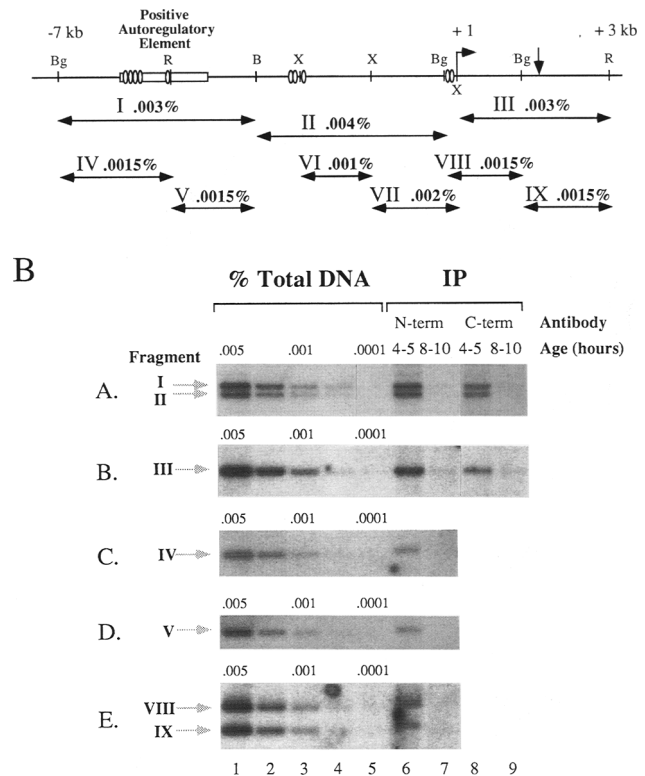 Positive
-7 kb Autoregulatory +1 + 3 kb
Element
Bg R B X X Bg Bg R
X
I .003% III .003%
II .004%
IV .0015% VI .001% VIII .0015%
V .0015% VII .002% IX .0015%
B
% Total DNA IP
N-term C-term Antibody
Fragment .005 .001 .0001 4-5 8-10 4-5 8-10 Age (hours)
A. I
II
.005 .001 .0001
B. III
.005 .001 .0001
C. IV
.005 .001 .0001
D. V
.005 .001 .0001
E. VIII
IX
1 2 3 4 5 6 7 8 9